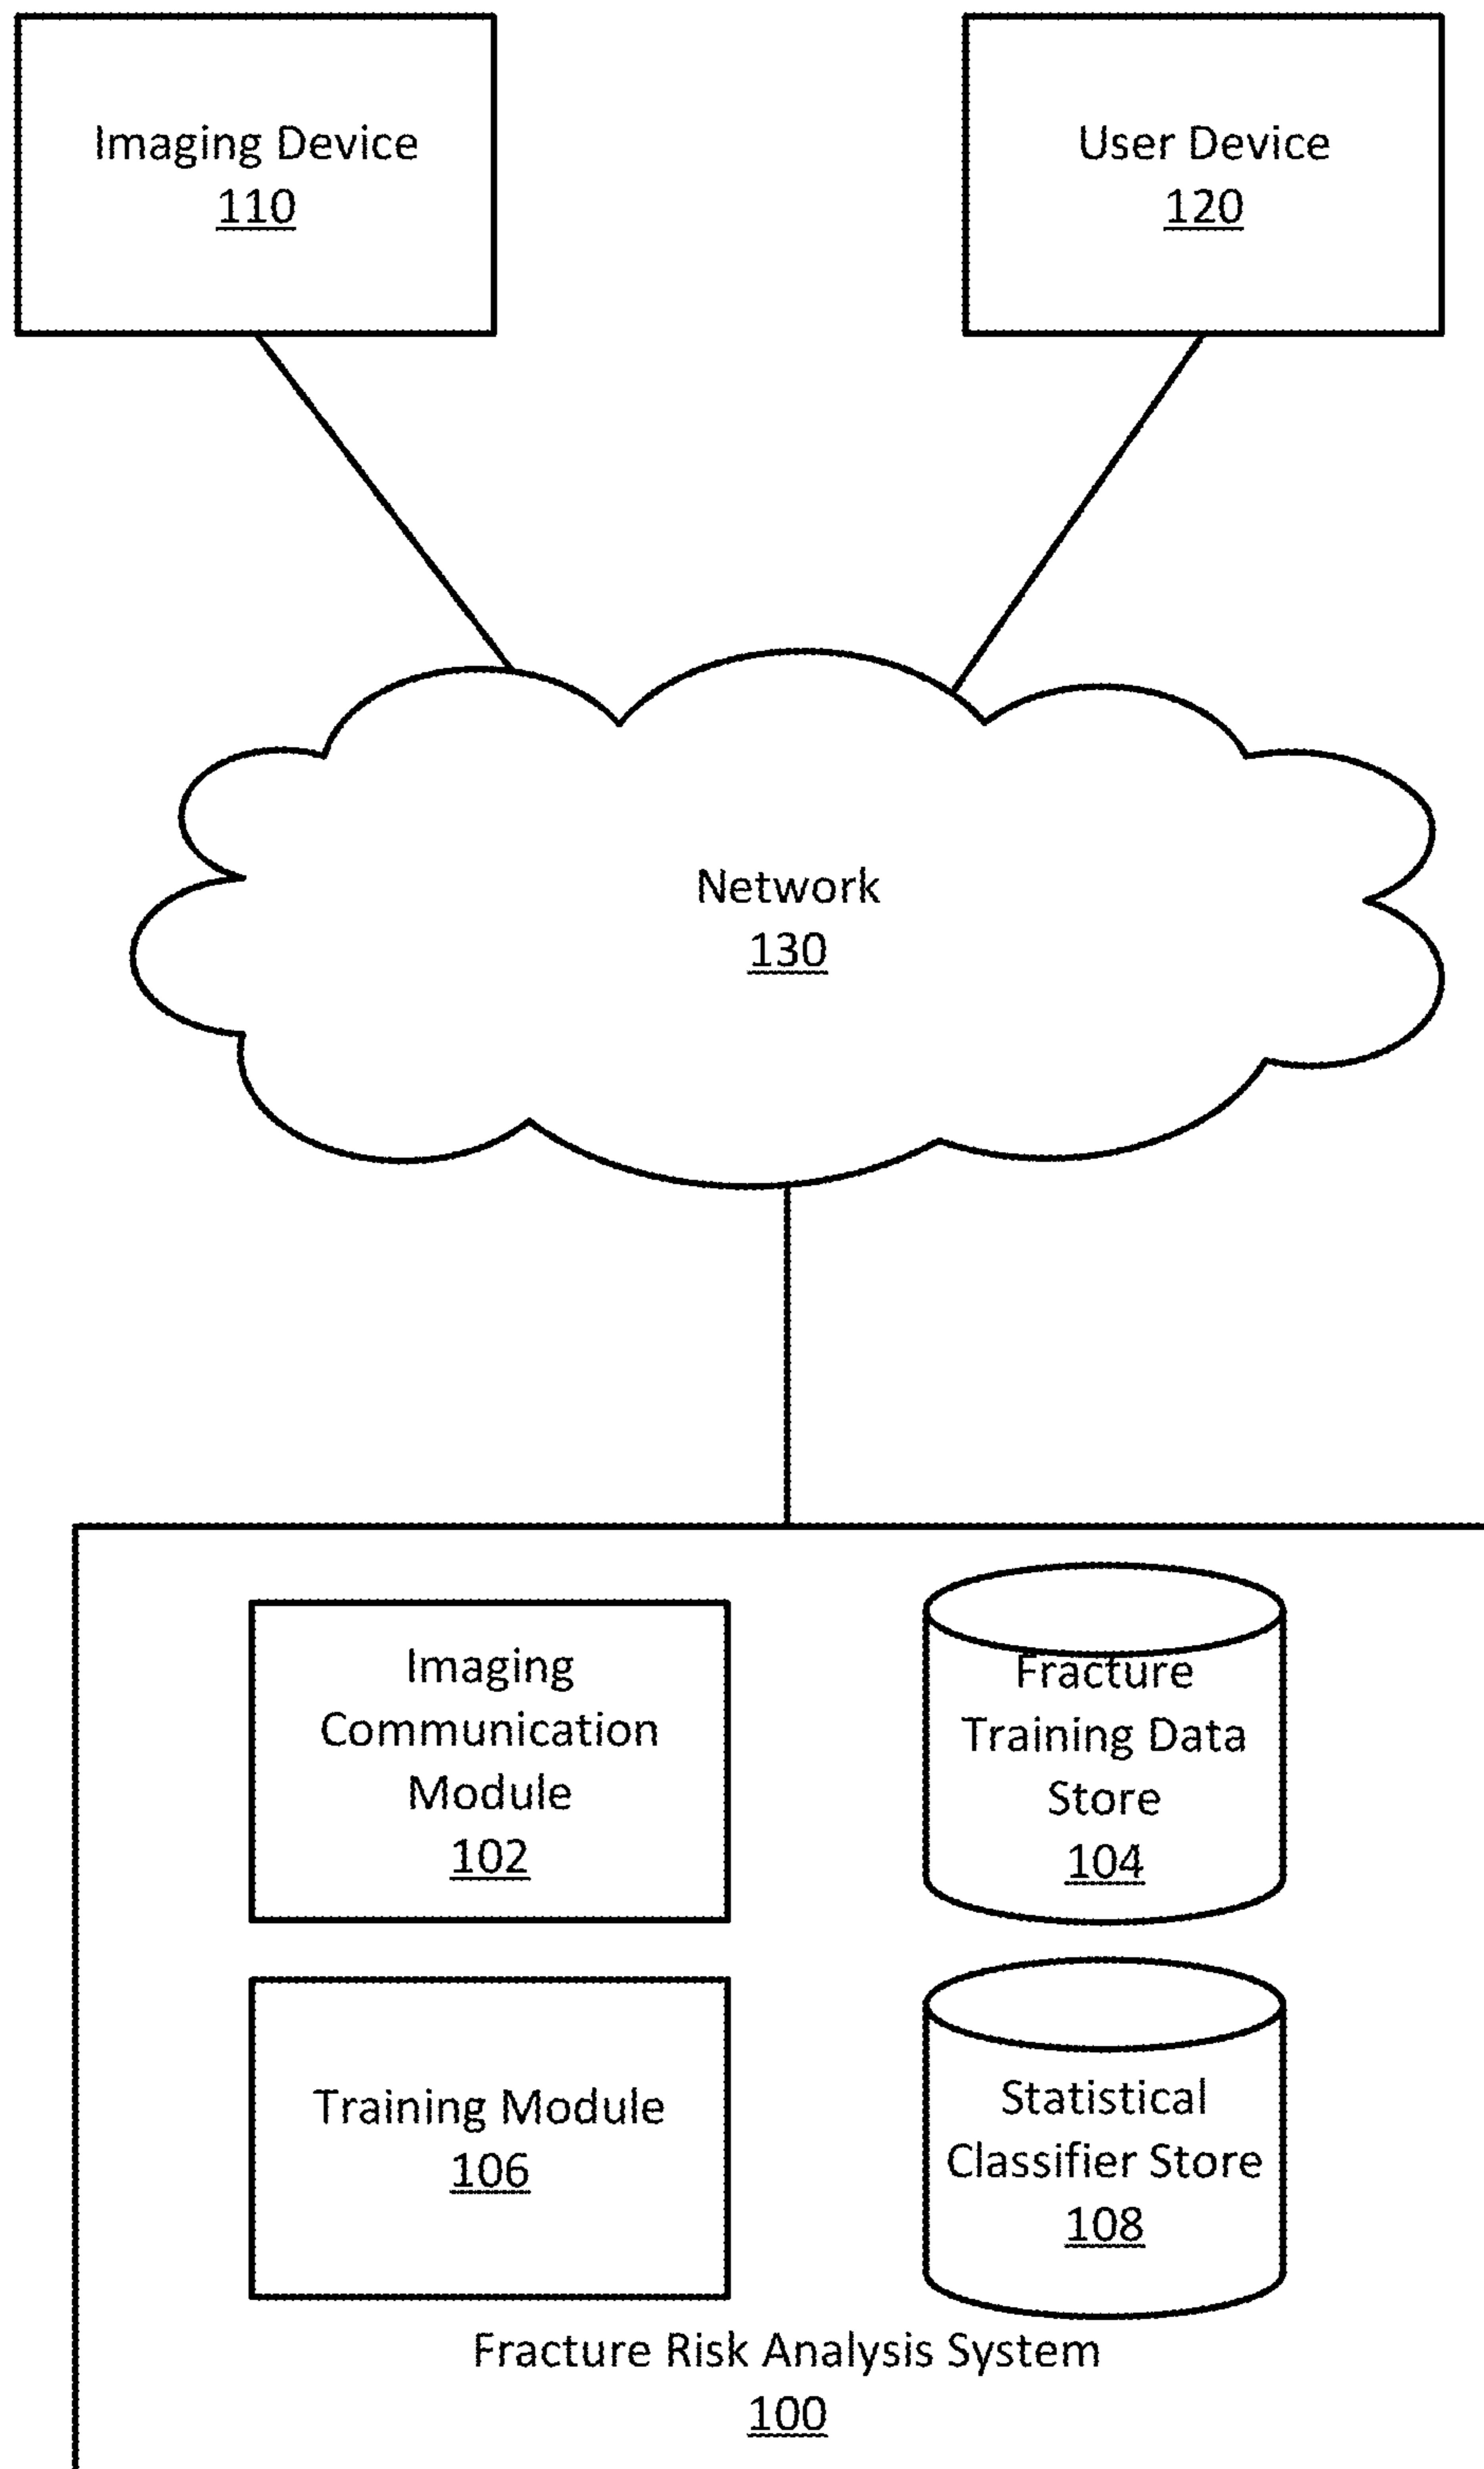 Imaging Device
110
User Device
120
Network
130
Imaging
Communication
Module
102
Fracture
Training Data
Store
104
Training Module
106
Statistical
Classifier Store
108
Fracture Risk Analysis System
100